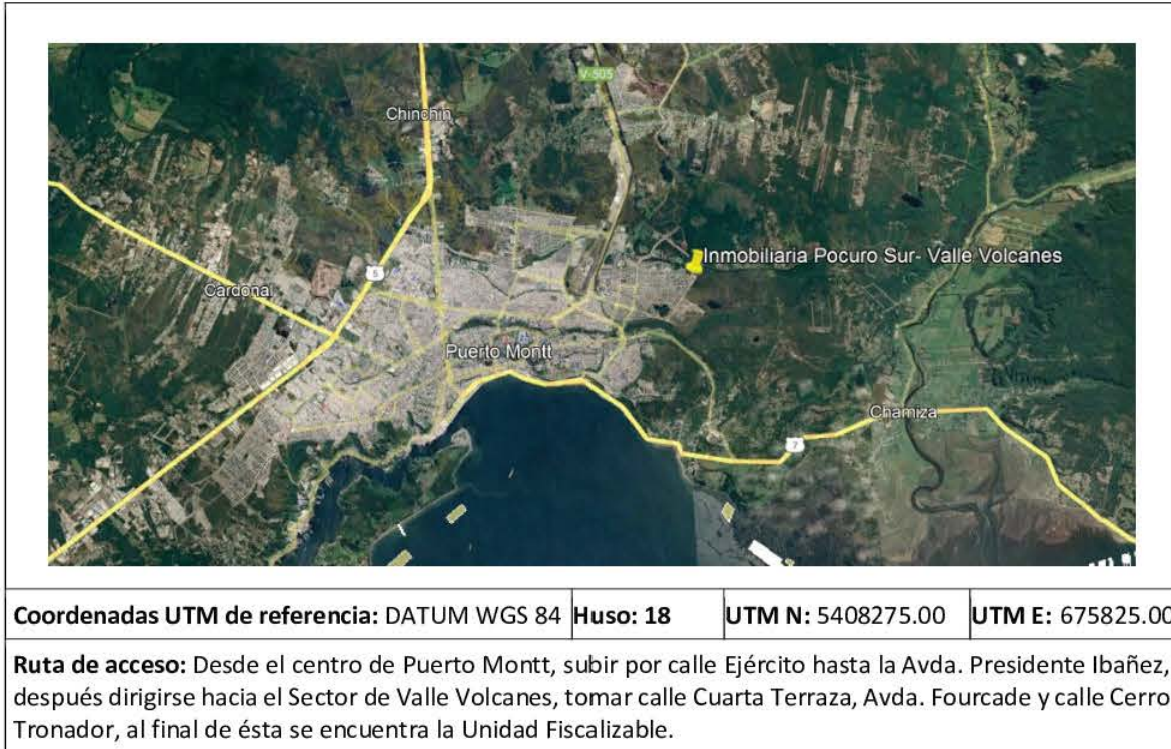 V-505
Chinchin
Inmobiliaria Pocuro Sur- Valle Volcanes
5
Cardonal
Puerto Montt
Chamiza
7
Coordenadas UTM de referencia: DATUM WGS 84 Huso: 18 UTM N: 5408275.00 UTM E: 675825.00
Ruta de acceso: Desde el centro de Puerto Montt, subir por calle Ejército hasta la Avda. Presidente Ibañez,
después dirigirse hacia el Sector de Valle Volcanes, tomar calle Cuarta Terraza, Avda. Fourcade y calle Cerro
Tronador, al final de ésta se encuentra la Unidad Fiscalizable.